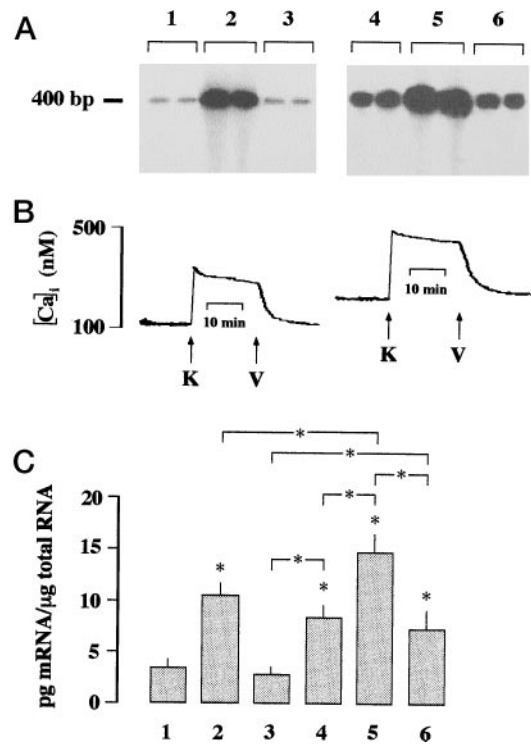 A
1 2 3 4 5 6
400 bp
B
500
[Ca]i (nM)
100
10 min
10 min
K V K V
C
*
*
* *
* * * * *
pg mRNA/µg total RNA
20
15
10
5
0
1 2 3 4 5 6